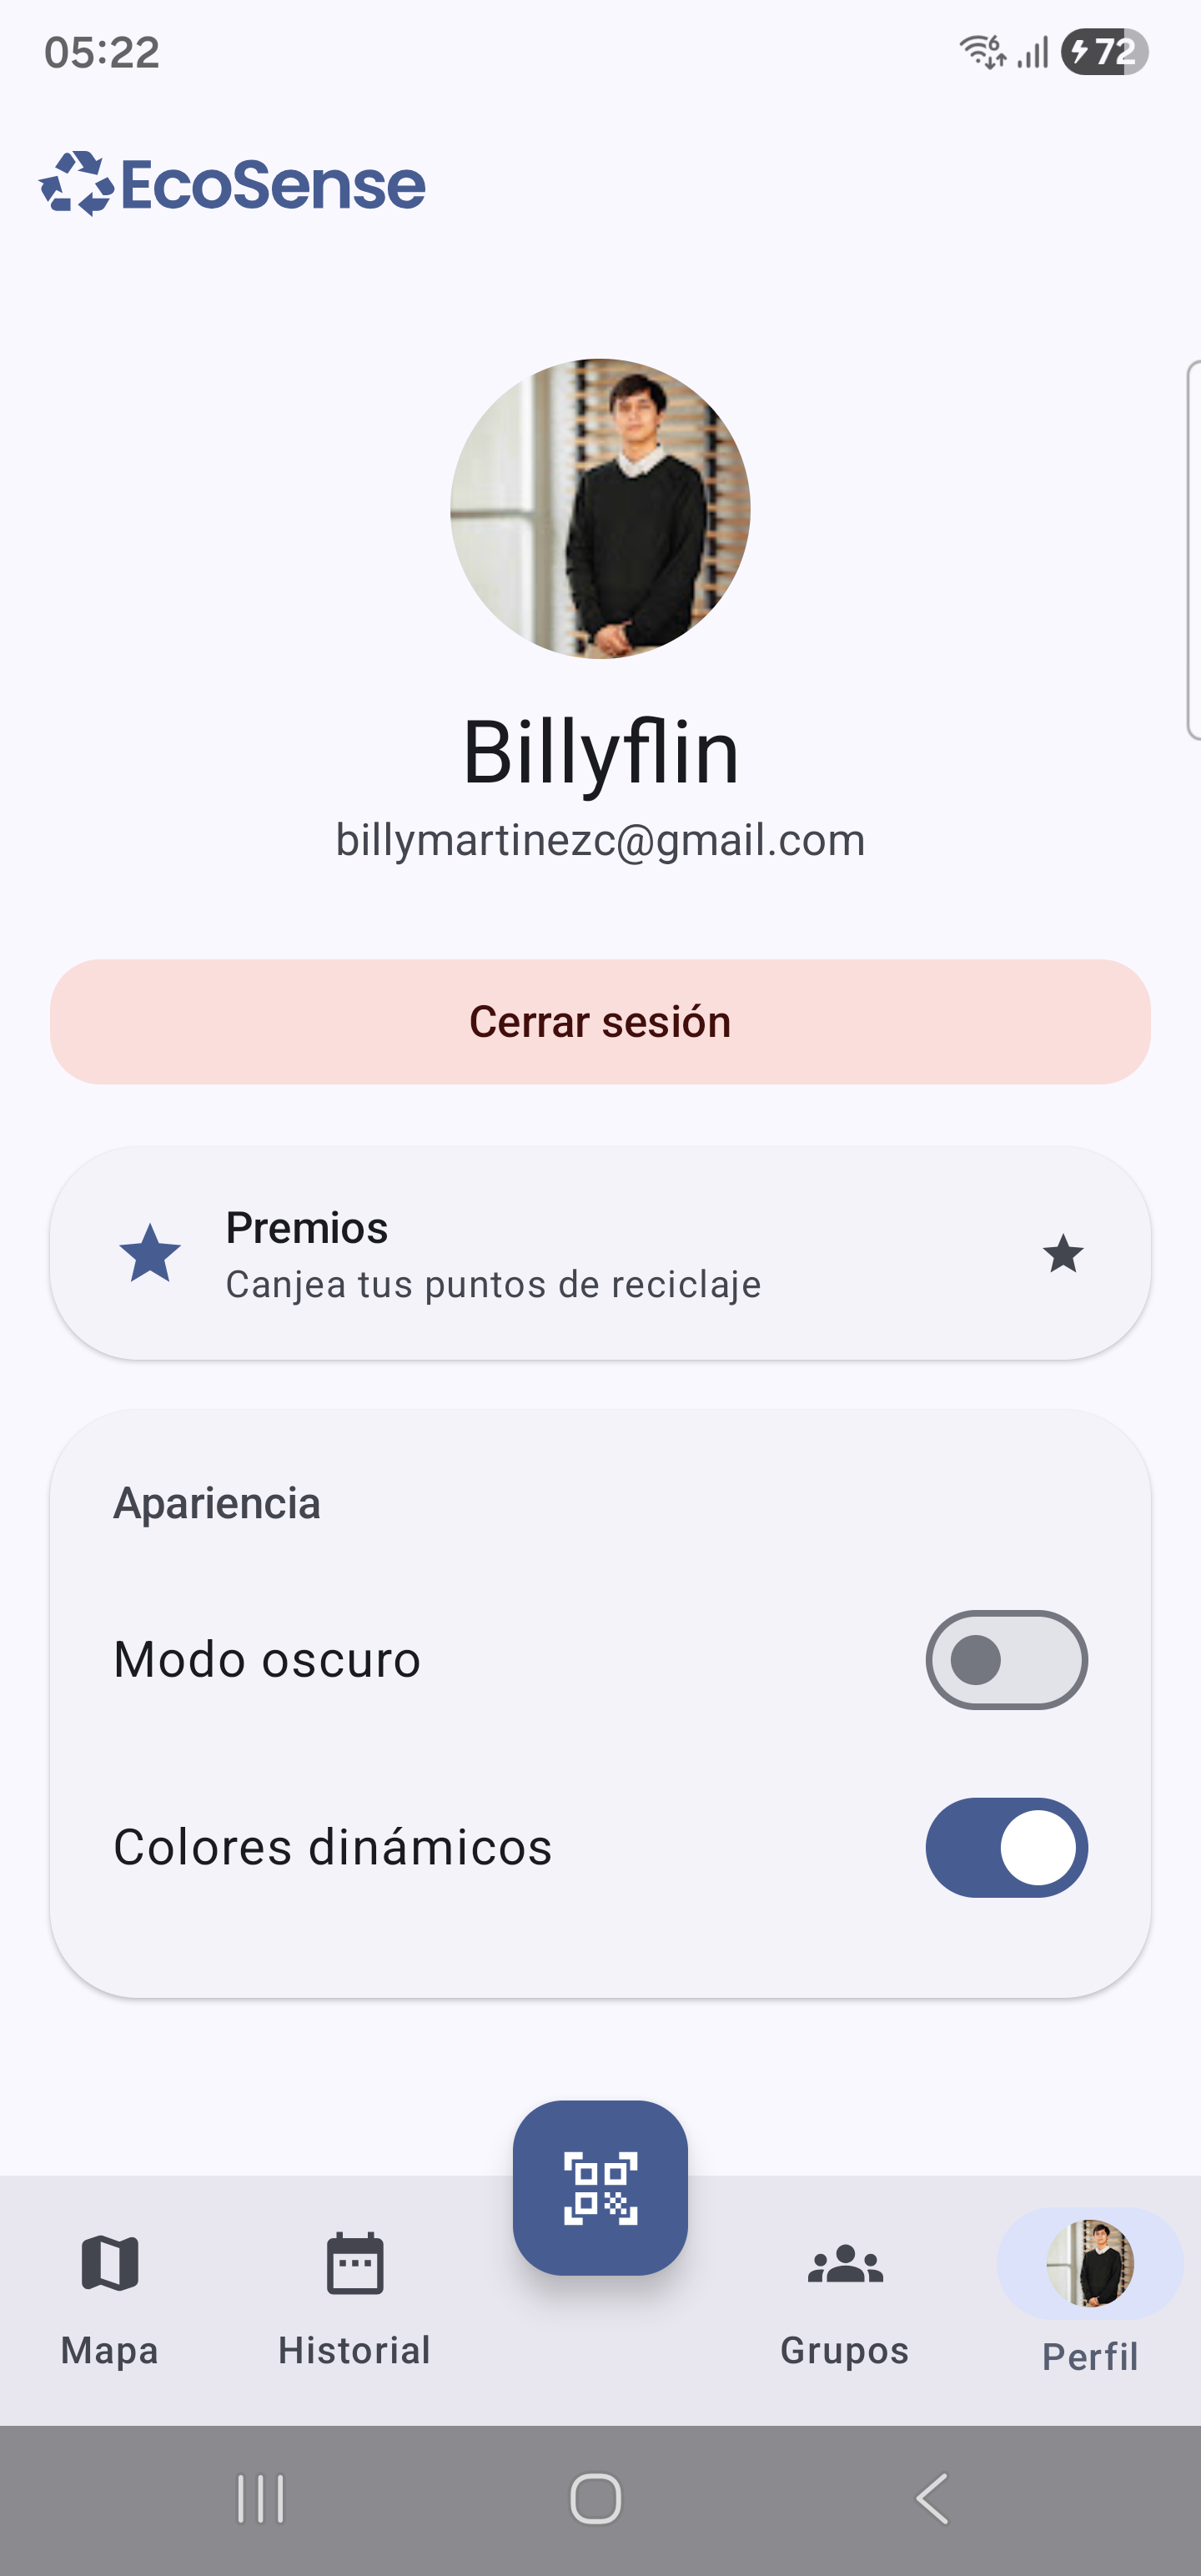 05:22
6
72
EcoSense
Billyflin
billymartinezc@gmail.com
Cerrar sesión
Premios
Canjea tus puntos de reciclaje
Apariencia
Modo oscuro
Colores dinámicos
Mapa
Historial
Grupos
Perfil